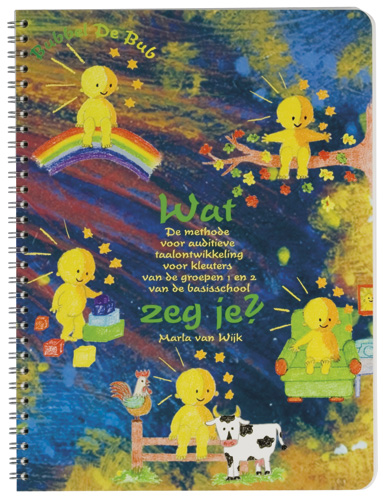 De Bub
Wat
De methode
voor auditieve
taalontwikkeling
voor kleuters
van de groepen 1 en 2
van de basisschool
zeg je?
Marla van Wijk